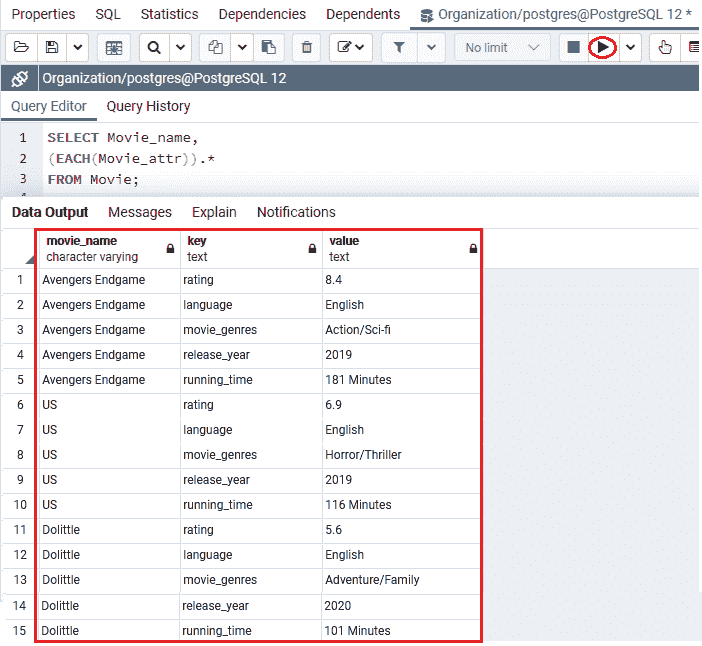 Properties SQL Statistics Dependencies Dependents Organization/postgres@PostgreSQL 12 *
No limit
Organization/postgres@PostgreSQL 12
Query Editor Query History
1 SELECT Movie_name,
2 (EACH(Movie_attr)).*
3 FROM Movie;
Data Output Messages Explain Notifications
movie_name key value
character varying text text
1 Avengers Endgame rating 8.4
2 Avengers Endgame language English
3 Avengers Endgame movie_genres Action/Sci-fi
4 Avengers Endgame release_year 2019
5 Avengers Endgame running_time 181 Minutes
6 US rating 6.9
7 US language English
8 US movie_genres Horror/Thriller
9 US release_year 2019
10 US running_time 116 Minutes
11 Dolittle rating 5.6
12 Dolittle language English
13 Dolittle movie_genres Adventure/Family
14 Dolittle release_year 2020
15 Dolittle running_time 101 Minutes